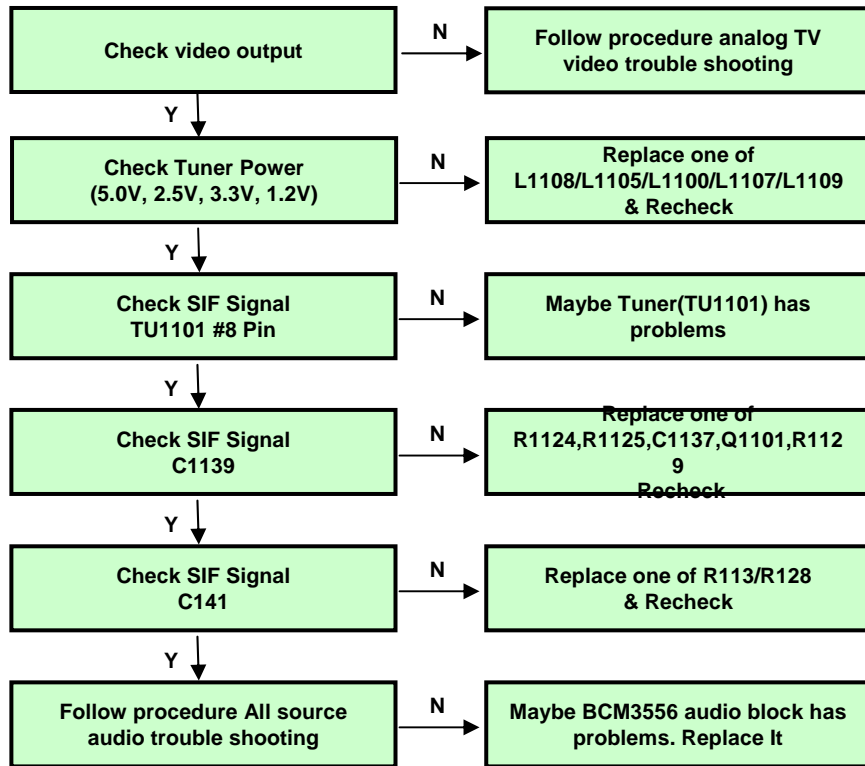 Check video output
N
Follow procedure analog TV
video trouble shooting
Y
Check Tuner Power
(5.0V, 2.5V, 3.3V, 1.2V)
N
Replace one of
L1108/L1105/L1100/L1107/L1109
& Recheck
Y
Check SIF Signal
TU1101 #8 Pin
N
Maybe Tuner(TU1101) has
problems
Y
Check SIF Signal
C1139
N
Replace one of
R1124,R1125,C1137,Q1101,R112
9
Recheck
Y
Check SIF Signal
C141
N
Replace one of R113/R128
& Recheck
Y
Follow procedure All source
audio trouble shooting
N
Maybe BCM3556 audio block has
problems. Replace It